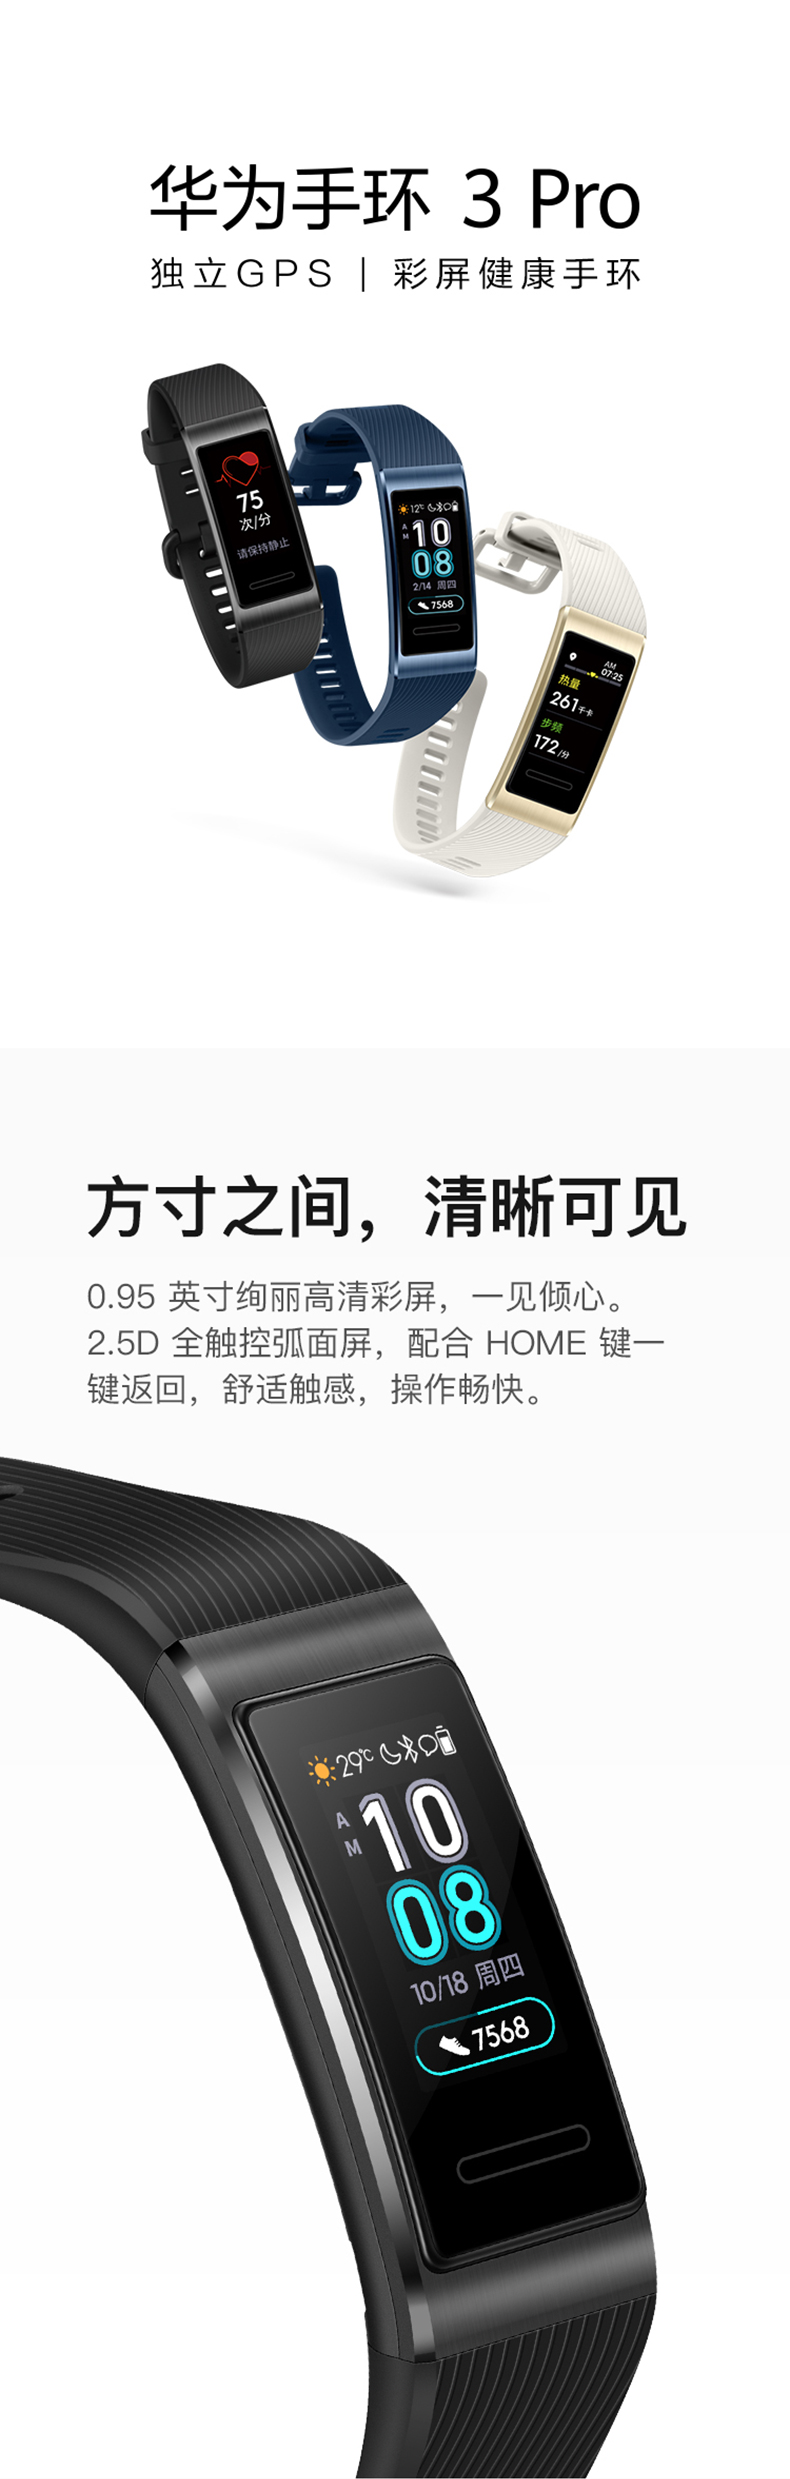 华为手环 3 Pro
独立GPS | 彩屏健康手环
75
次/分
请保持静止
12℃
AM
10
08
2/14 周四
7568
AM
07:25
热量
261千卡
步频
172/分
方寸之间，清晰可见
0.95 英寸绚丽高清彩屏，一见倾心。
2.5D 全触控弧面屏，配合 HOME 键一
键返回，舒适触感，操作畅快。
29℃
AM
10
08
10/18 周四
7568